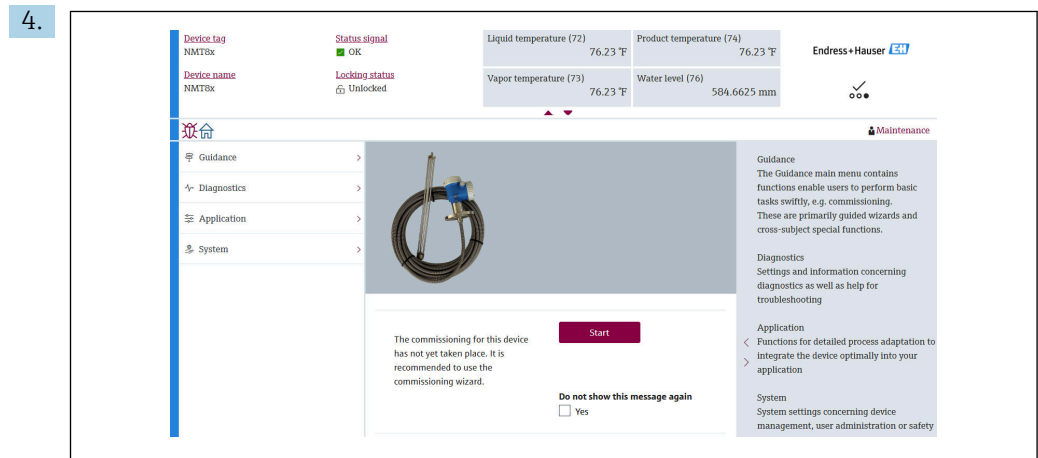 4.
Device tag
NMT8x
Status signal
OK
Device name
NMT8x
Locking status
Unlocked
Liquid temperature (72)
76.23 °F
Product temperature (74)
76.23 °F
Vapor temperature (73)
76.23 °F
Water level (76)
584.6625 mm
Endress+Hauser EH
Maintenance
Guidance
Diagnostics
Application
System
The commissioning for this device
has not yet taken place. It is
recommended to use the
commissioning wizard.
Start
Do not show this message again
Yes
Guidance
The Guidance main menu contains
functions enable users to perform basic
tasks swiftly, e.g. commissioning.
These are primarily guided wizards and
cross-subject special functions.
Diagnostics
Settings and information concerning
diagnostics as well as help for
troubleshooting
Application
Functions for detailed process adaptation to
integrate the device optimally into your
application
System
System settings concerning device
management, user administration or safety